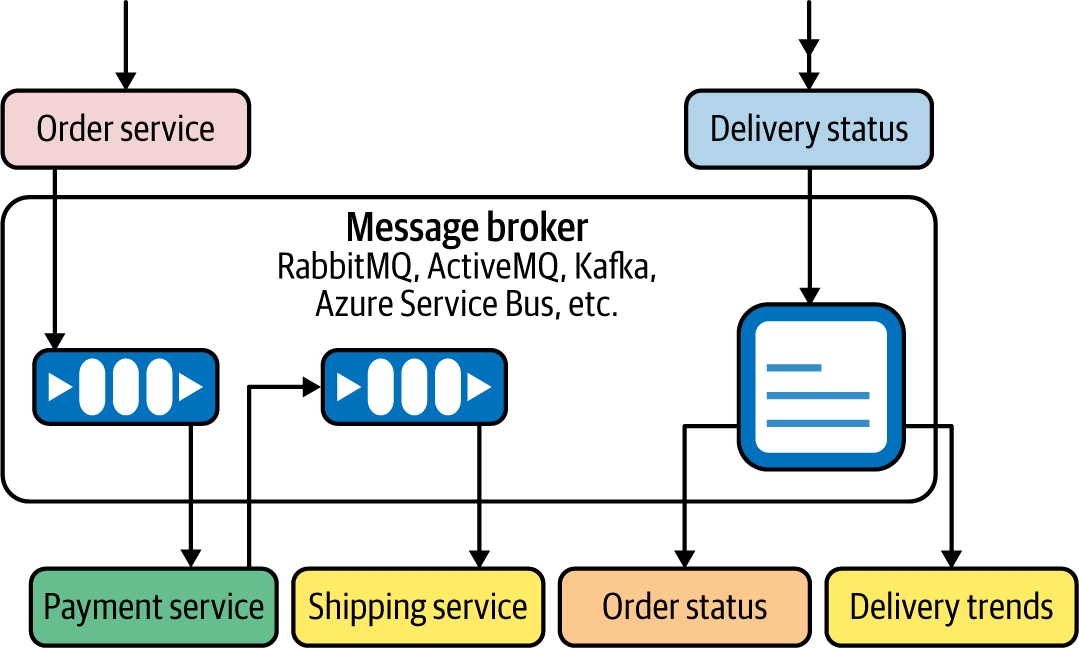 Order service
Delivery status
Message broker
RabbitMQ, ActiveMQ, Kafka,
Azure Service Bus, etc.
Payment service
Shipping service
Order status
Delivery trends